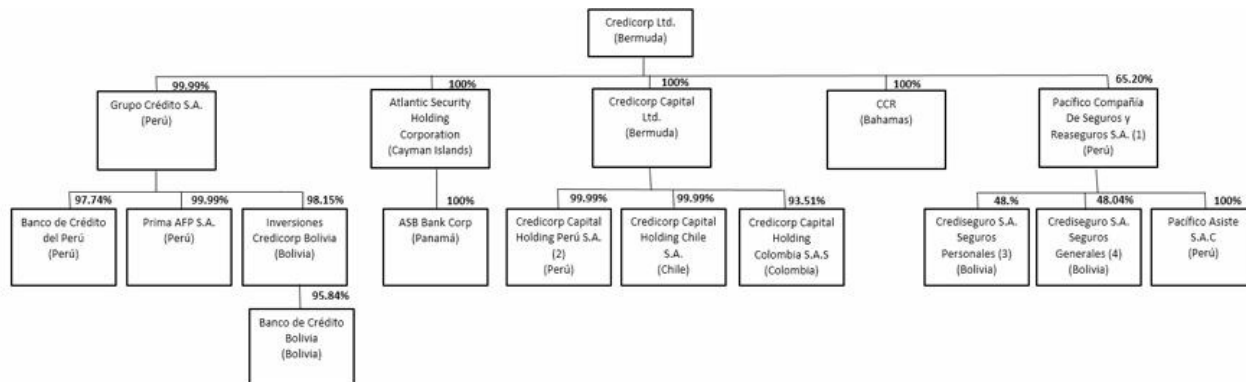 Credicorp Ltd.
(Bermuda)
99.99%
Grupo Crédito S.A.
(Perú)
100%
Atlantic Security
Holding
Corporation
(Cayman Islands)
100%
Credicorp Capital
Ltd.
(Bermuda)
100%
CCR
(Bahamas)
65.20%
Pacífico Compañía
De Seguros y
Reaseguros S.A. (1)
(Perú)
97.74%
Banco de Crédito
del Perú
(Perú)
99.99%
Prima AFP S.A.
(Perú)
98.15%
Inversiones
Credicorp Bolivia
(Bolivia)
100%
ASB Bank Corp
(Panamá)
99.99%
Credicorp Capital
Holding Perú S.A.
(2)
(Perú)
99.99%
Credicorp Capital
Holding Chile
S.A.
(Chile)
93.51%
Credicorp Capital
Holding
Colombia S.A.S
(Colombia)
48.%
Crediseguro S.A.
Seguros
Personales (3)
(Bolivia)
48.04%
Crediseguro S.A.
Seguros
Generales (4)
(Bolivia)
100%
Pacífico Asiste
S.A.C
(Perú)
95.84%
Banco de Crédito
Bolivia
(Bolivia)